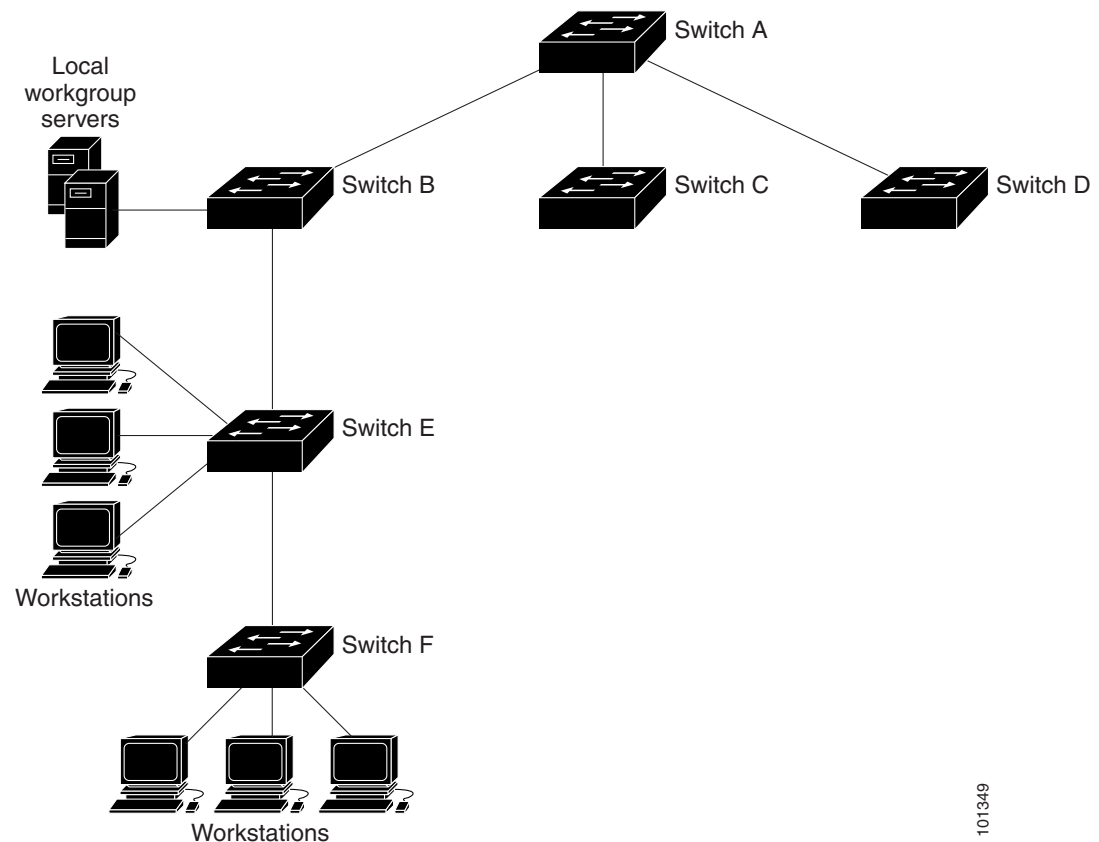 Switch A
Local
workgroup
servers
Switch B
Switch C
Switch D
Switch E
Workstations
Switch F
Workstations
101349